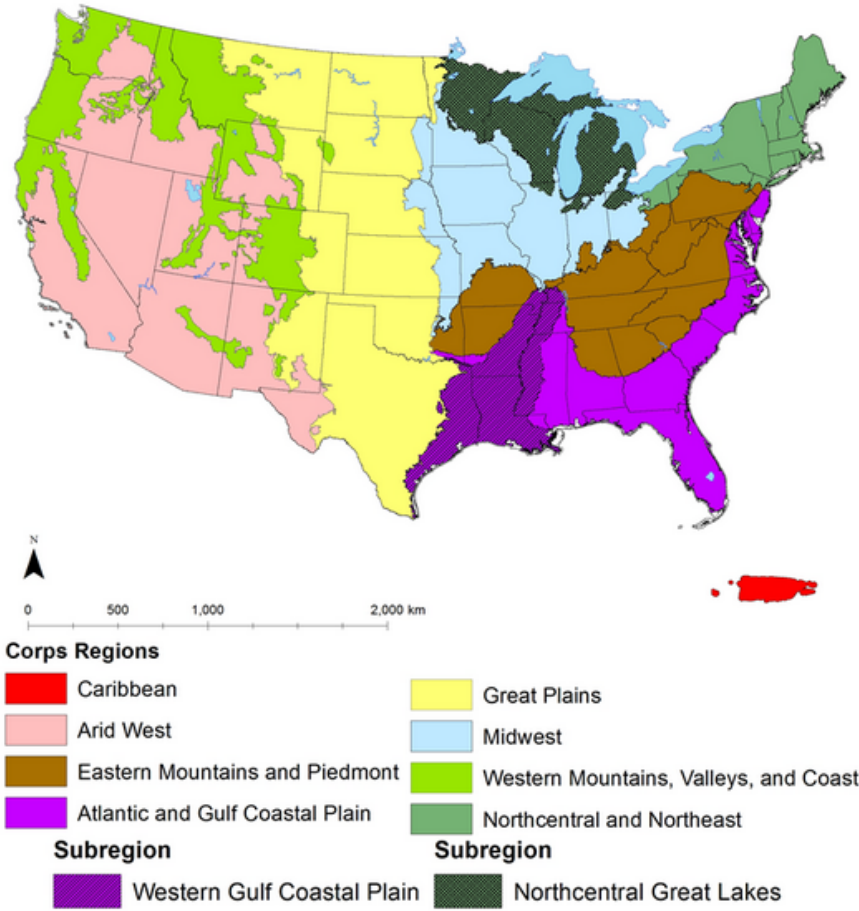 N
0 500 1,000 2,000 km
Corps Regions
Caribbean
Arid West
Eastern Mountains and Piedmont
Atlantic and Gulf Coastal Plain
Great Plains
Midwest
Western Mountains, Valleys, and Coast
Northcentral and Northeast
Subregion
Western Gulf Coastal Plain
Subregion
Northcentral Great Lakes